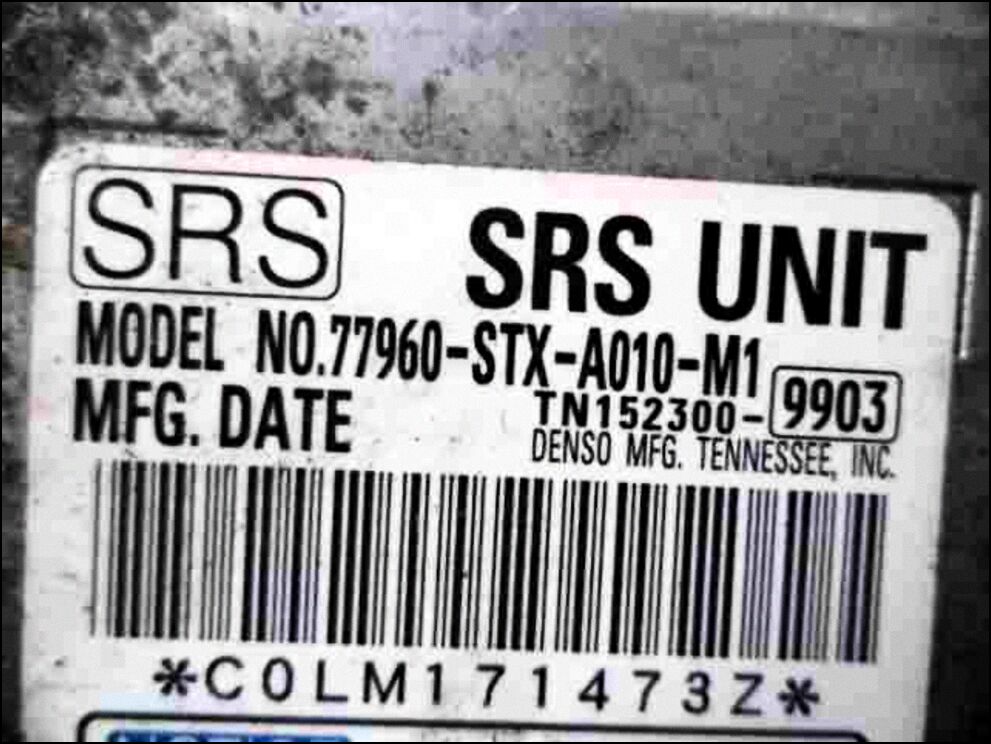 SRS
SRS UNIT
MODEL NO.77960-STX-A010-M1
MFG. DATE
TN152300-9903
DENSO MFG. TENNESSEE, INC.
*C0LM171473Z*